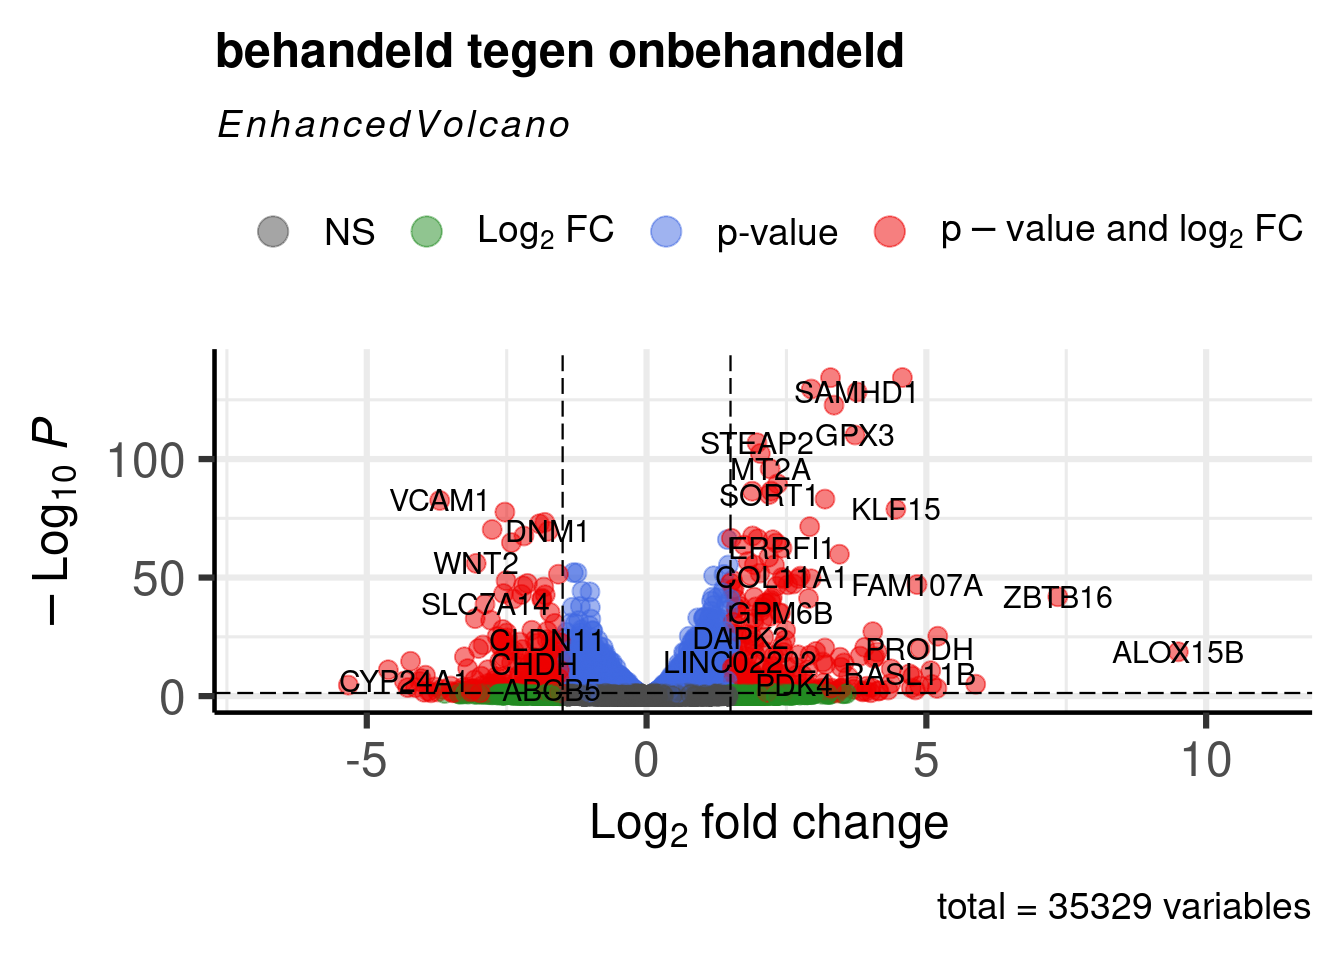 behandeld tegen onbehandeld
EnhancedVolcano
NS Log2 FC p-value p − value and log2 FC
− Log10 P
100
50
0
SAMHD1
STEAP2 GPX3
MT2A
VCAM1 SORT1
KLF15
DNM1
ERRFI1
WNT2
COL11A1 FAM107A
ZBTB16
SLC7A14
GPM6B
CLDN11 DAPK2
PRODH
ALOX15B
CHDH LINC02202
CYP24A1 RASL11B
ABCB5 PDK4
-5 0 5 10
Log2 fold change
total = 35329 variables